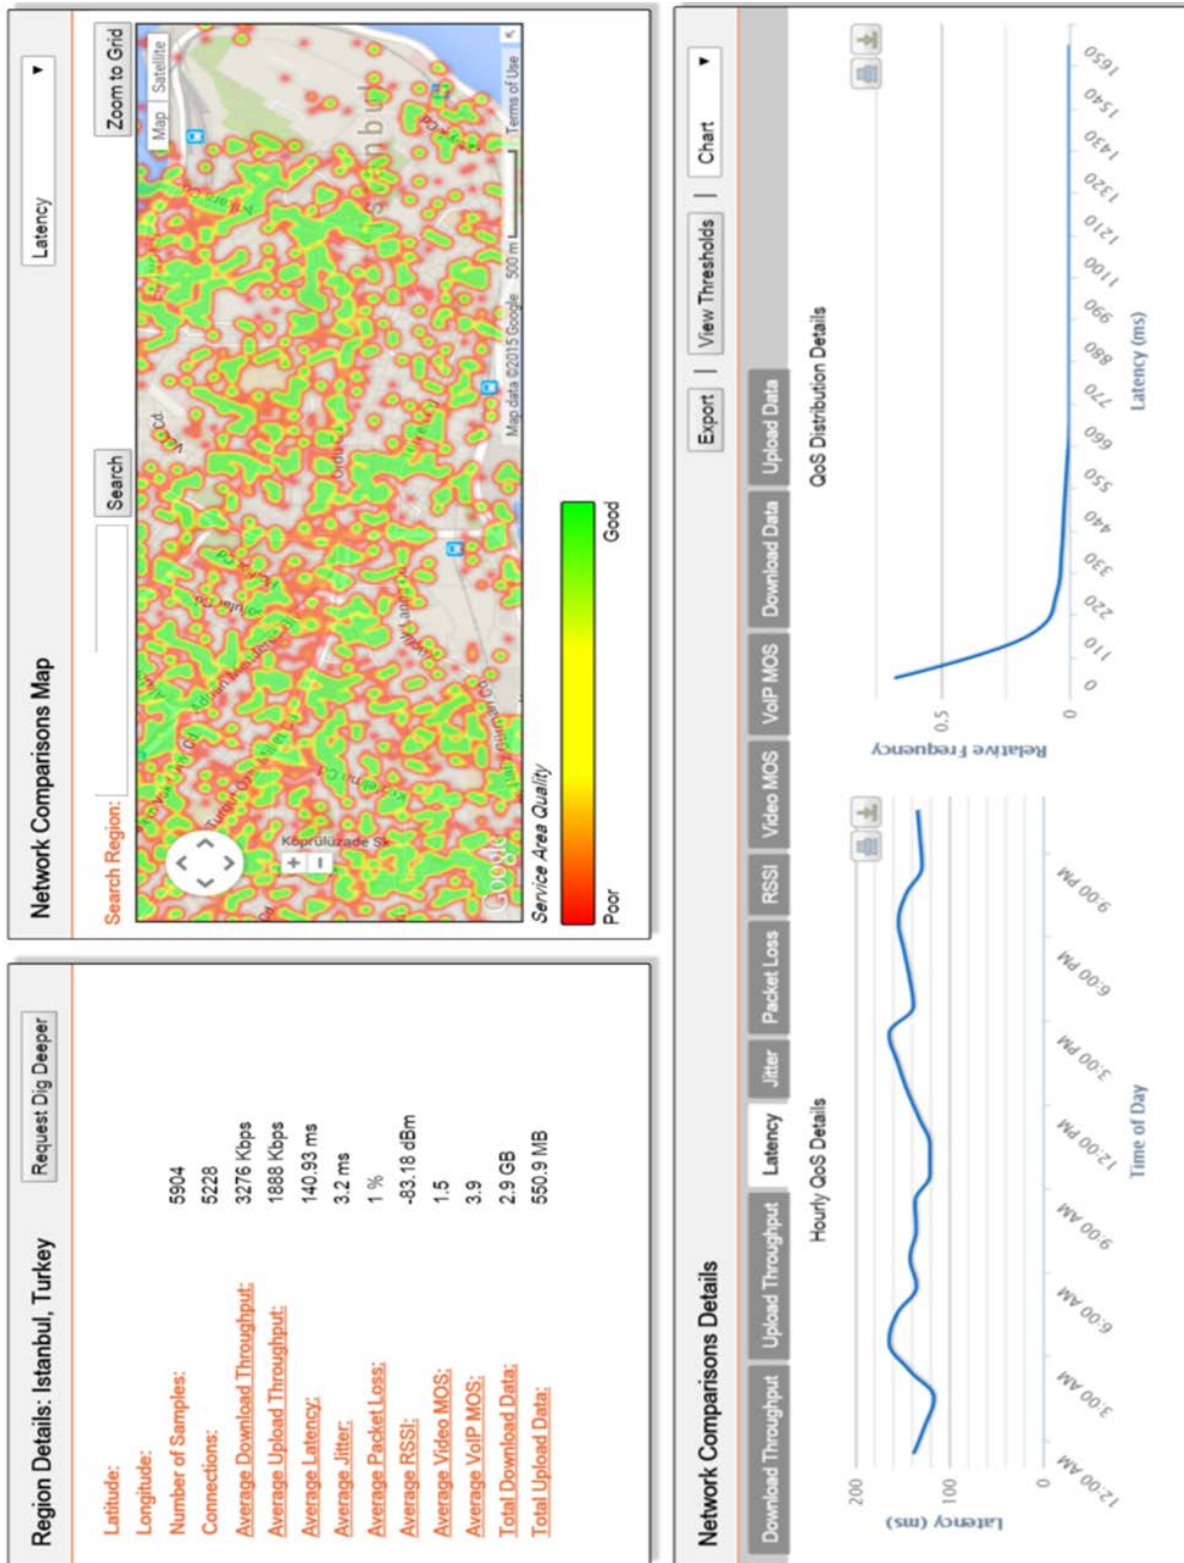 Region Details: Istanbul, Turkey
Request Dig Deeper
Latitude:
Longitude:
Number of Samples: 5904
Connections: 5228
Average Download Throughput: 3276 Kbps
Average Upload Throughput: 1888 Kbps
Average Latency: 140.93 ms
Average Jitter: 3.2 ms
Average Packet Loss: 1 %
Average RSSI: -83.18 dBm
Average Video MOS: 1.5
Average VoIP MOS: 3.9
Total Download Data: 2.9 GB
Total Upload Data: 550.9 MB
Network Comparisons Map
Latency
Search Region:
Search
Zoom to Grid
Map
Satellite
Köprülüzade Sk
Ordu Cd
Istanbul
Google
Map data ©2015 Google
500 m
Terms of Use
Service Area Quality
Poor
Good
Network Comparisons Details
Export | View Thresholds | Chart
Download Throughput
Upload Throughput
Latency
Jitter
Packet Loss
RSSI
Video MOS
VoIP MOS
Download Data
Upload Data
Hourly QoS Details
Latency (ms)
200
100
0
12:00 AM
3:00 AM
6:00 AM
9:00 AM
12:00 PM
3:00 PM
6:00 PM
9:00 PM
Time of Day
QoS Distribution Details
Relative Frequency
0.5
0
0
110
220
330
440
550
660
770
880
990
1100
1210
1320
1430
1540
1650
Latency (ms)